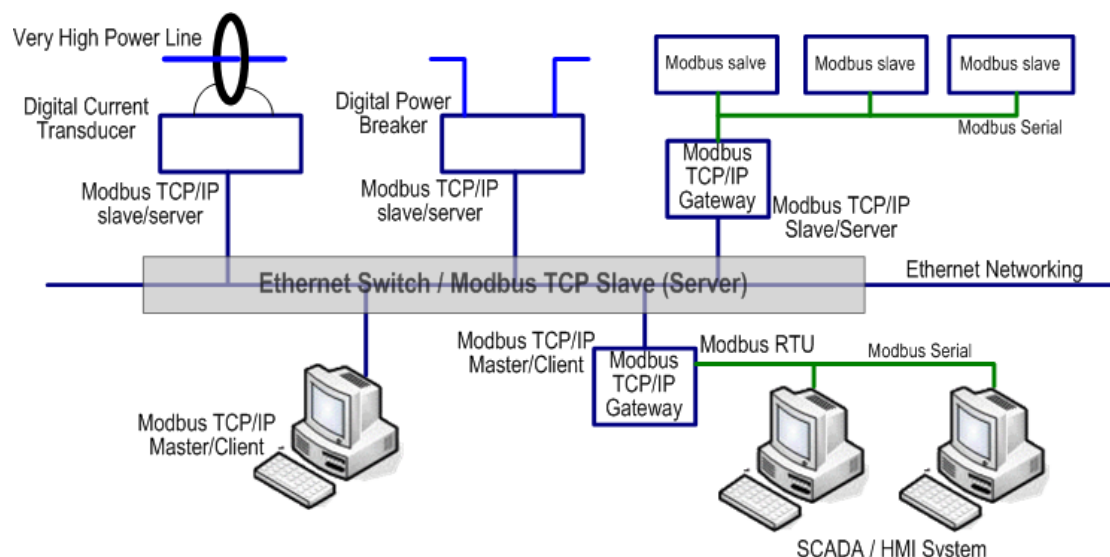 Very High Power Line
Digital Current
Transducer
Modbus TCP/IP
slave/server
Digital Power
Breaker
Modbus TCP/IP
slave/server
Modbus salve
Modbus slave
Modbus slave
Modbus Serial
Modbus
TCP/IP
Gateway
Modbus TCP/IP
Slave/Server
Ethernet Switch / Modbus TCP Slave (Server)
Ethernet Networking
Modbus TCP/IP
Master/Client
Modbus TCP/IP
Master/Client
Modbus
TCP/IP
Gateway
Modbus RTU
Modbus Serial
SCADA / HMI System